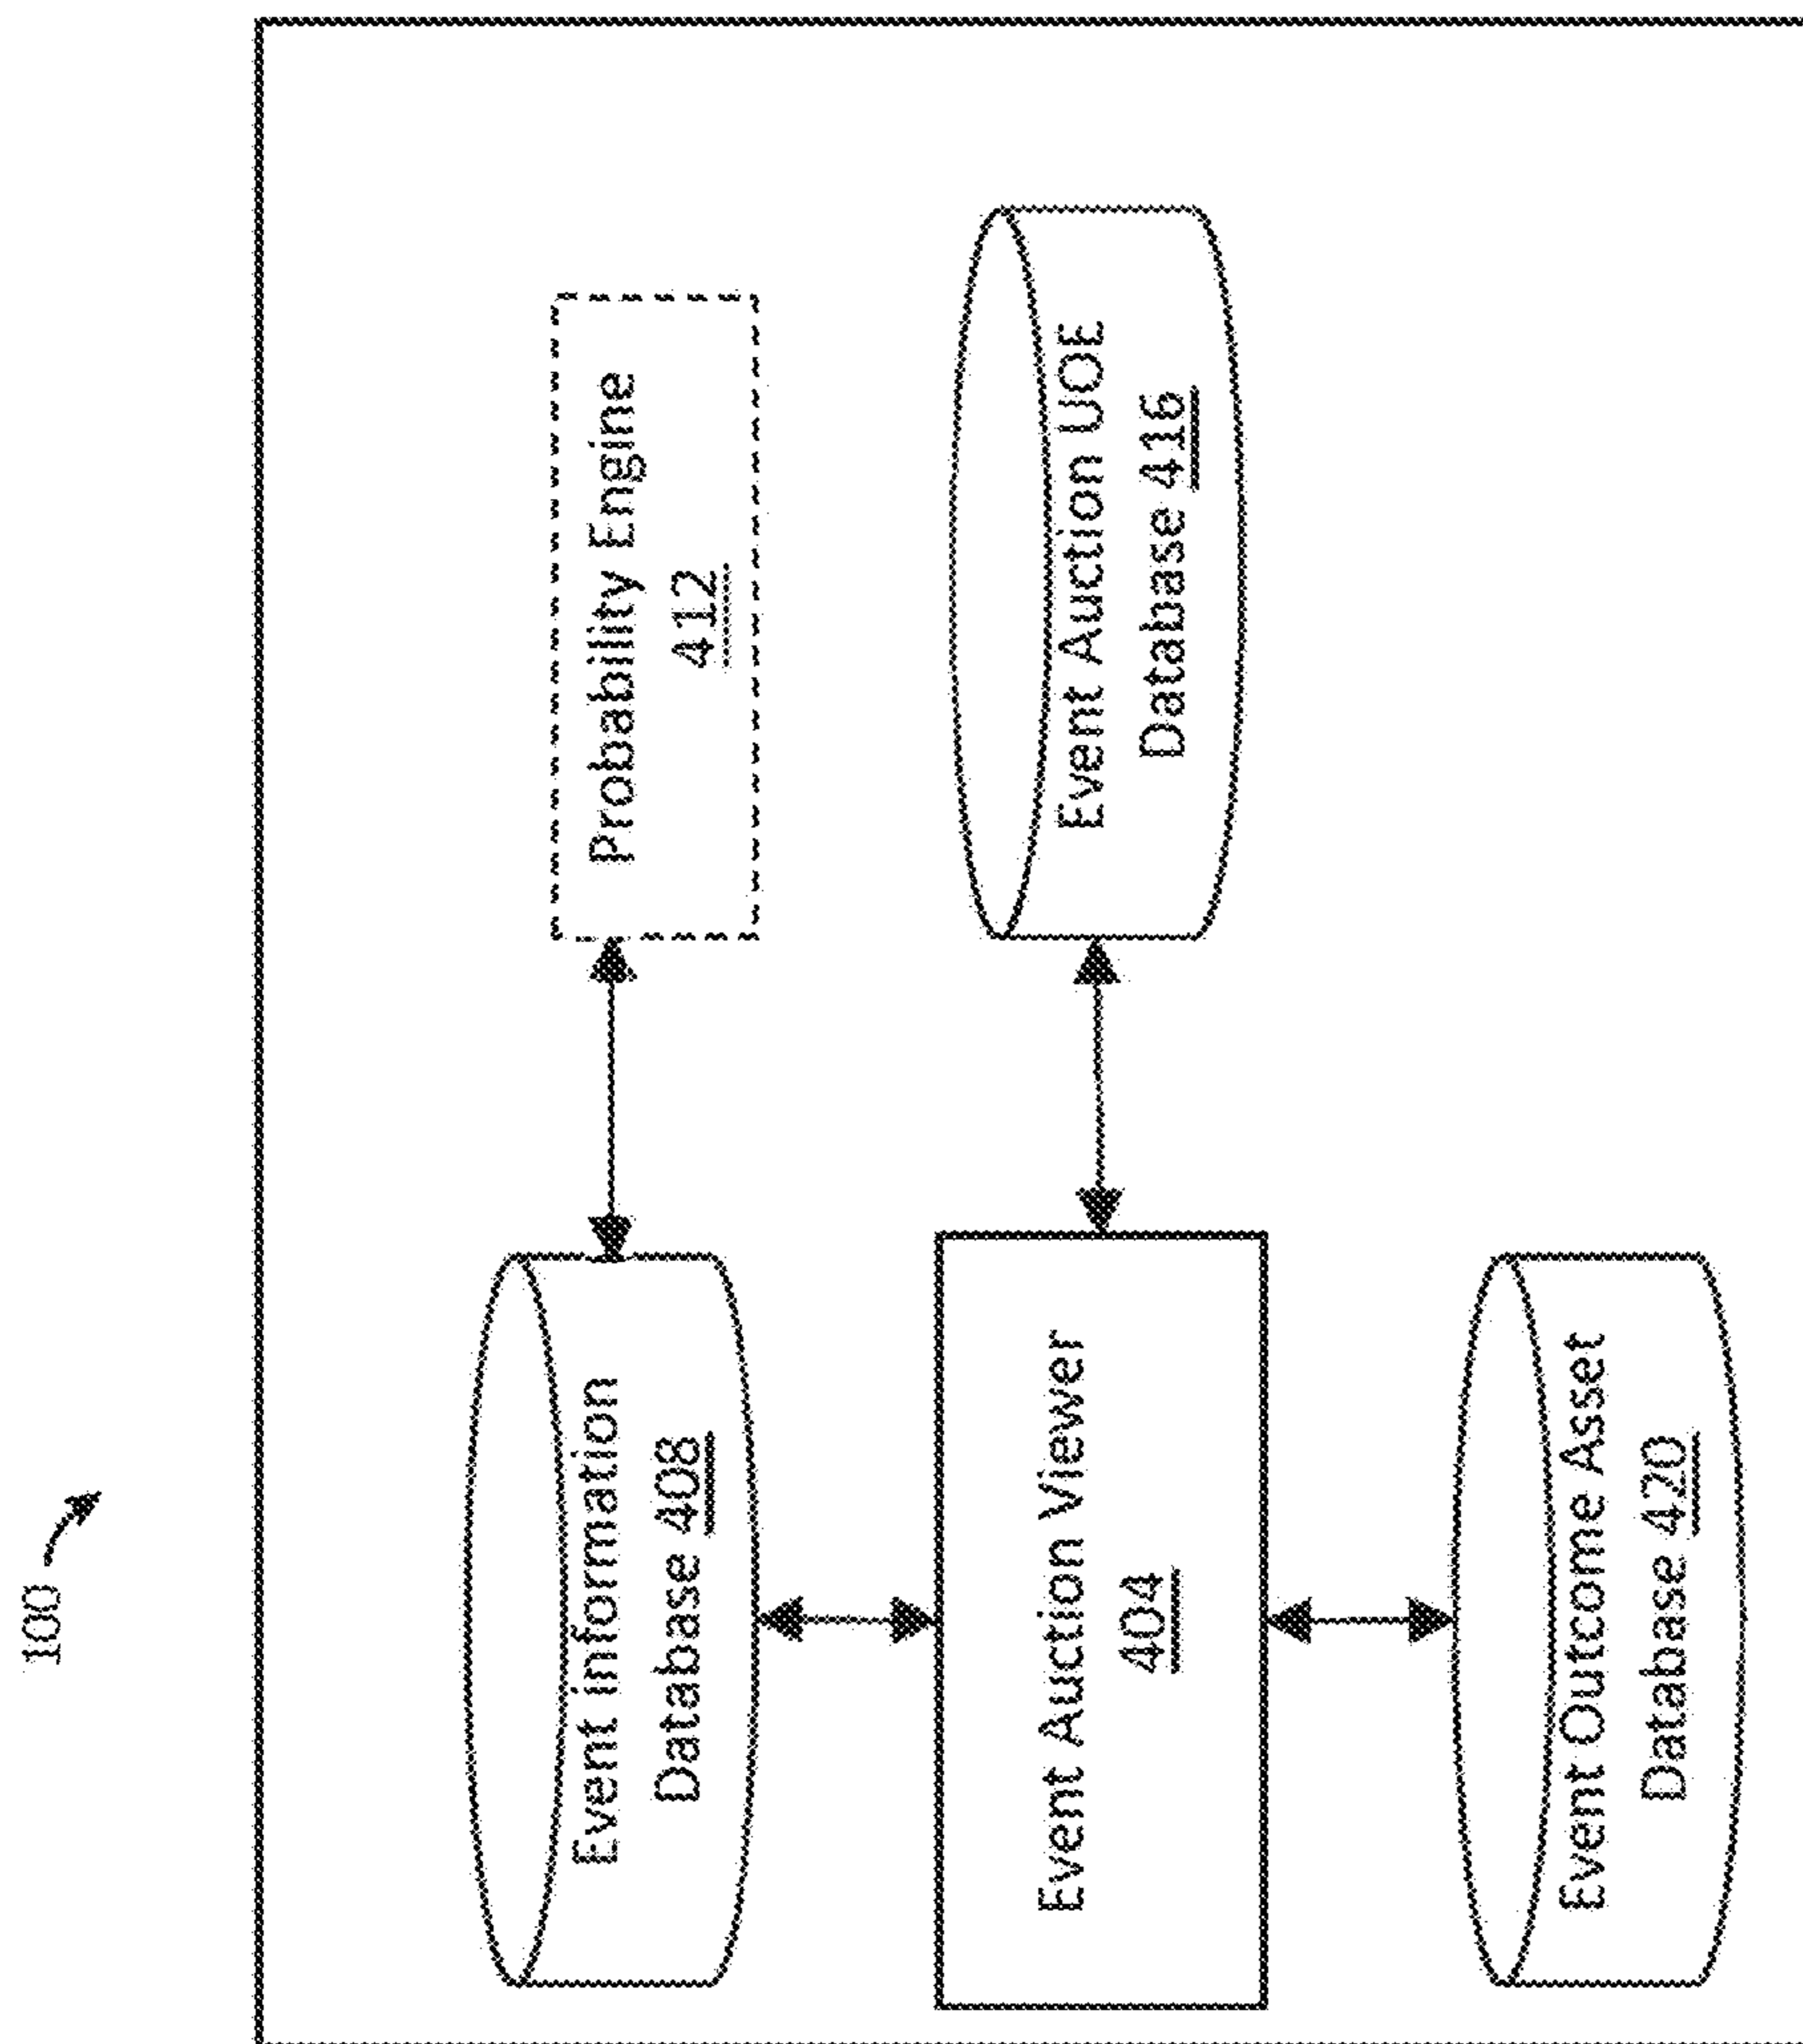 100
Event Information
Database 408
Probability Engine
412
Event Auction Viewer
404
Event Auction UOE
Database 416
Event Outcome Asset
Database 420